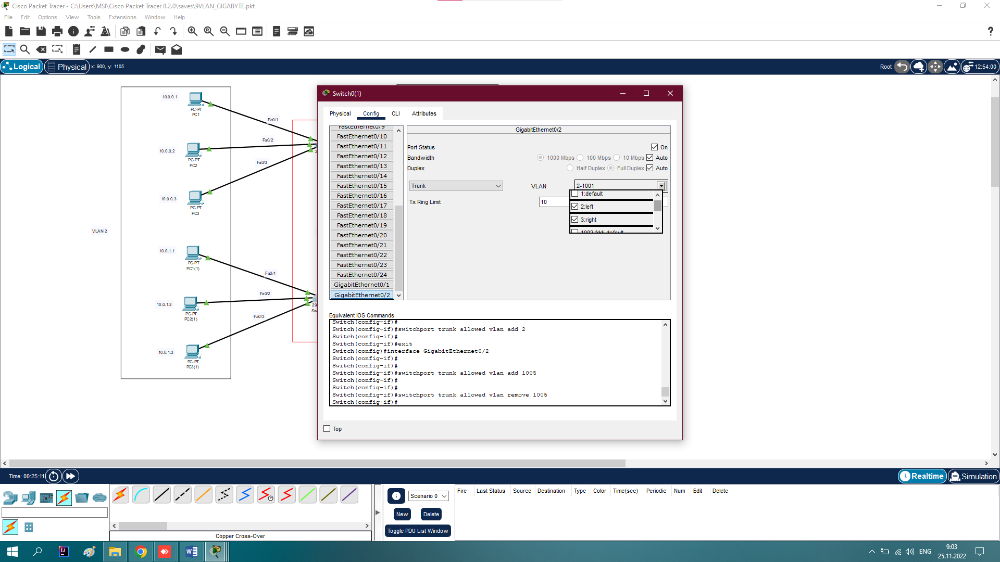 Cisco Packet Tracer - C:\Users\MSI\Cisco Packet Tracer 8.2.0\saves\9VLAN_GIGABYTE.pkt
File Edit Options View Tools Extensions Window Help
Logical Physical x: 900, y: 1105
Root 12:54:00
10.0.0.1
PC-PT
PC1
Fa0/1
10.0.0.2
PC-PT
PC2
Fa0/2
10.0.0.3
PC-PT
PC3
Fa0/3
VLAN 2
10.0.1.1
PC-PT
PC1(1)
Fa0/1
10.0.1.2
PC-PT
PC2(1)
Fa0/2
10.0.1.3
PC-PT
PC3(1)
Fa0/3
Switch0(1)
Physical Config CLI Attributes
FastEthernet0/9
FastEthernet0/10
FastEthernet0/11
FastEthernet0/12
FastEthernet0/13
FastEthernet0/14
FastEthernet0/15
FastEthernet0/16
FastEthernet0/17
FastEthernet0/18
FastEthernet0/19
FastEthernet0/20
FastEthernet0/21
FastEthernet0/22
FastEthernet0/23
FastEthernet0/24
GigabitEthernet0/1
GigabitEthernet0/2
GigabitEthernet0/2
Port Status On
Bandwidth 1000 Mbps 100 Mbps 10 Mbps Auto
Duplex Half Duplex Full Duplex Auto
Trunk VLAN 2-1001
Tx Ring Limit 10
1:default
2:left
3:right
1002:fddi-default
Equivalent IOS Commands
Switch(config-if)#
Switch(config-if)#switchport trunk allowed vlan add 2
Switch(config-if)#
Switch(config-if)#exit
Switch(config)#interface GigabitEthernet0/2
Switch(config-if)#
Switch(config-if)#
Switch(config-if)#switchport trunk allowed vlan add 1005
Switch(config-if)#
Switch(config-if)#
Switch(config-if)#switchport trunk allowed vlan remove 1005
Switch(config-if)#
Top
Time: 00:25:11
Realtime Simulation
Scenario 0
New Delete
Toggle PDU List Window
Fire Last Status Source Destination Type Color Time(sec) Periodic Num Edit Delete
Copper Cross-Over
ENG
9:03
25.11.2022